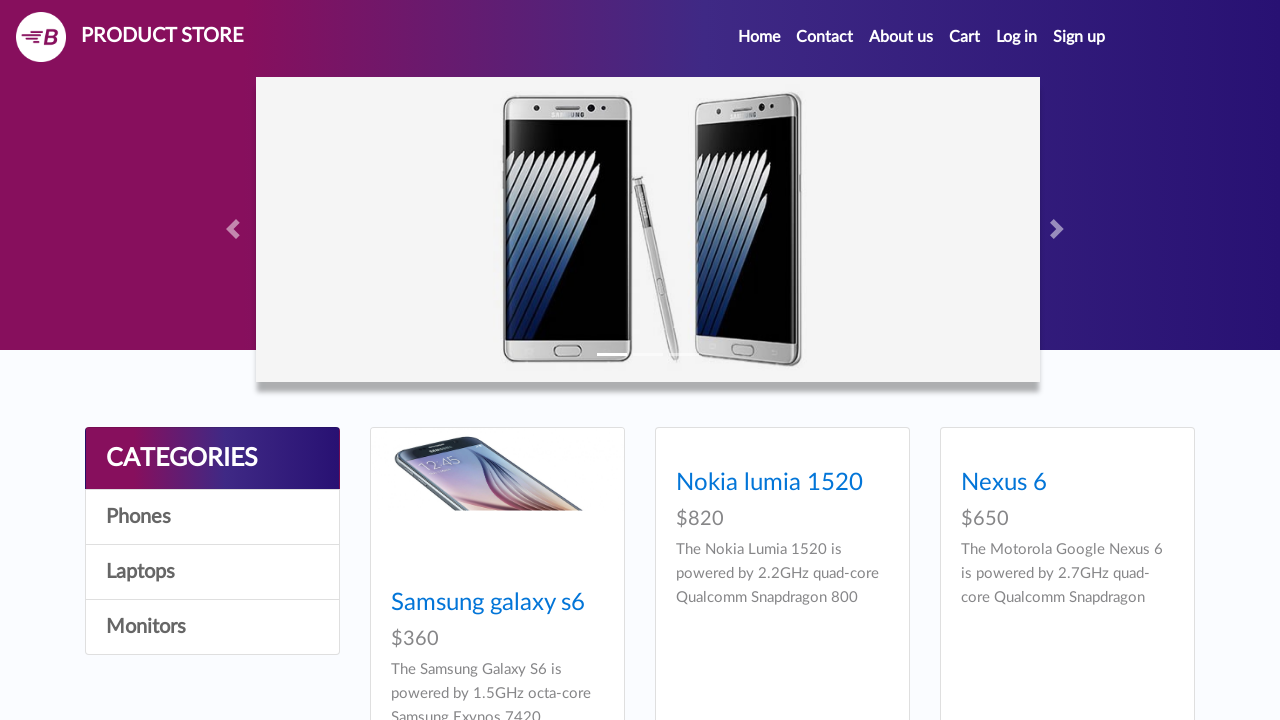 PRODUCT STORE
Home Contact About us Cart Log in Sign up
SAMSUNG
SAMSUNG
CATEGORIES
Phones
Laptops
Monitors
12:45
Samsung galaxy s6
$360
The Samsung Galaxy S6 is
powered by 1.5GHz octa-core
Samsung Exynos 7420
Nokia lumia 1520
$820
The Nokia Lumia 1520 is
powered by 2.2GHz quad-core
Qualcomm Snapdragon 800
Nexus 6
$650
The Motorola Google Nexus 6
is powered by 2.7GHz quad-
core Qualcomm Snapdragon